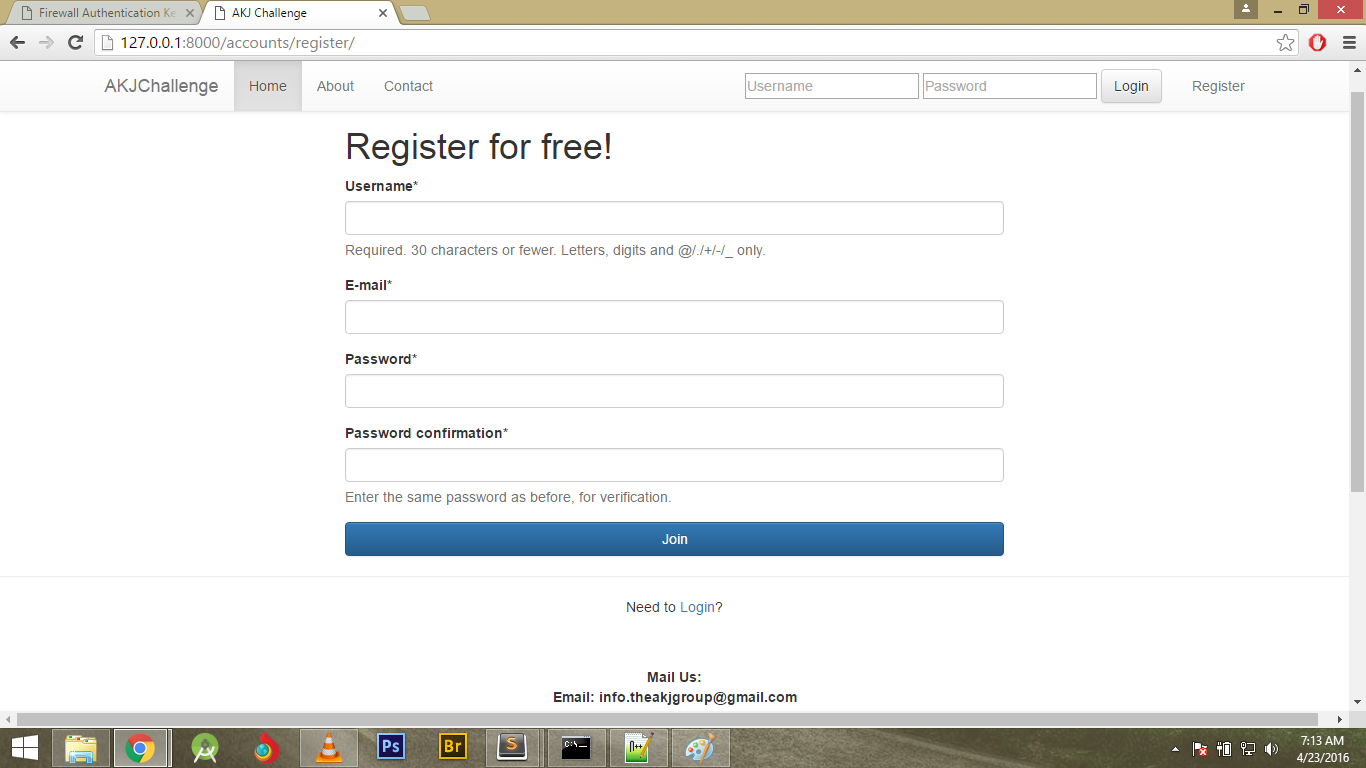 Firewall Authentication Ke
AKJ Challenge
127.0.0.1:8000/accounts/register/
AKJChallenge
Home
About
Contact
Username
Password
Login
Register
Register for free!
Username*
Required. 30 characters or fewer. Letters, digits and @/./+/-/_ only.
E-mail*
Password*
Password confirmation*
Enter the same password as before, for verification.
Join
Need to Login?
Mail Us:
Email: info.theakjgroup@gmail.com
Ps
Br
S
C:\
N++
7:13 AM
4/23/2016